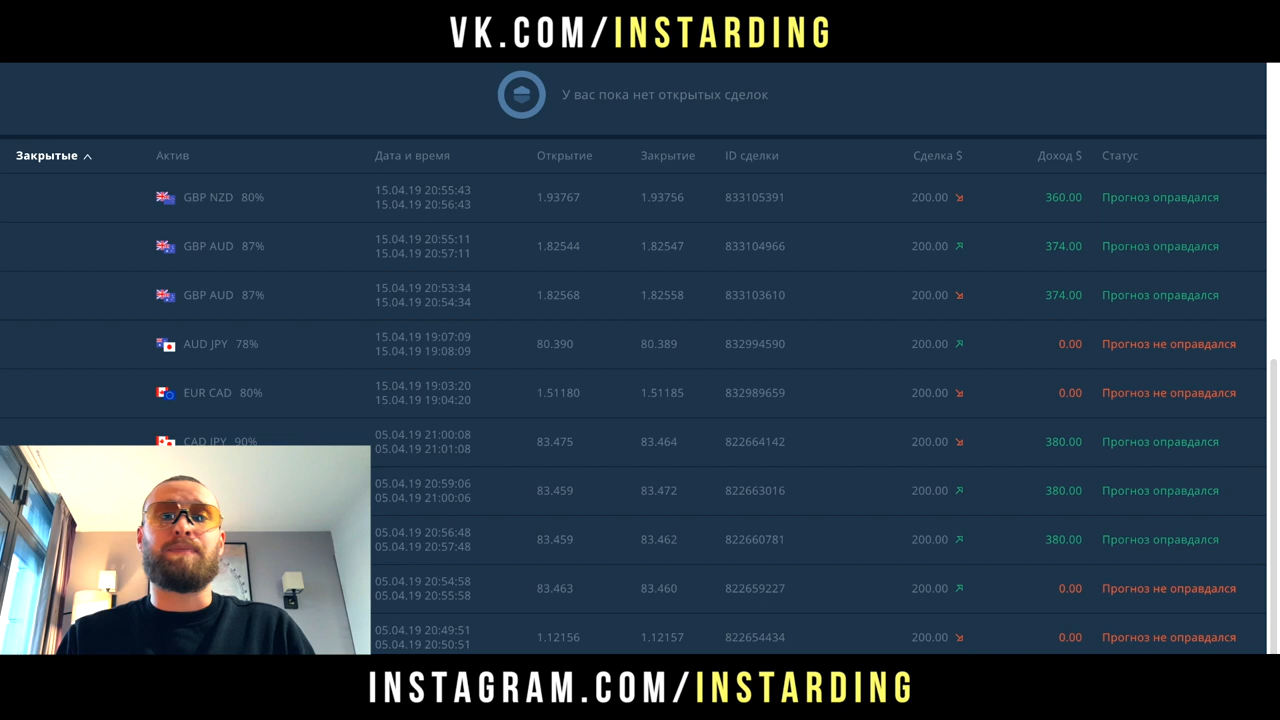 VK.COM/INSTARDING
У вас пока нет открытых сделок
Закрытые Актив Дата и время Открытие Закрытие ID сделки Сделка $ Доход $ Статус
GBP NZD 80% 15.04.19 20:55:43 1.93767 1.93756 833105391 200.00 360.00 Прогноз оправдался
15.04.19 20:56:43
GBP AUD 87% 15.04.19 20:55:11 1.82544 1.82547 833104966 200.00 374.00 Прогноз оправдался
15.04.19 20:57:11
GBP AUD 87% 15.04.19 20:53:34 1.82568 1.82558 833103610 200.00 374.00 Прогноз оправдался
15.04.19 20:54:34
AUD JPY 78% 15.04.19 19:07:09 80.390 80.389 832994590 200.00 0.00 Прогноз не оправдался
15.04.19 19:08:09
EUR CAD 80% 15.04.19 19:03:20 1.51180 1.51185 832989659 200.00 0.00 Прогноз не оправдался
15.04.19 19:04:20
CAD JPY 90% 05.04.19 21:00:08 83.475 83.464 822664142 200.00 380.00 Прогноз оправдался
05.04.19 21:01:08
05.04.19 20:59:06 83.459 83.472 822663016 200.00 380.00 Прогноз оправдался
05.04.19 21:00:06
05.04.19 20:56:48 83.459 83.462 822660781 200.00 380.00 Прогноз оправдался
05.04.19 20:57:48
05.04.19 20:54:58 83.463 83.460 822659227 200.00 0.00 Прогноз не оправдался
05.04.19 20:55:58
05.04.19 20:49:51 1.12156 1.12157 822654434 200.00 0.00 Прогноз не оправдался
05.04.19 20:50:51
INSTAGRAM.COM/INSTARDING